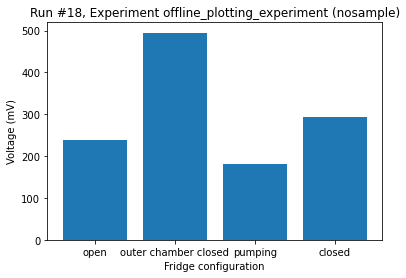 Run #18, Experiment offline_plotting_experiment (nosample)
500
400
300
200
100
0
Voltage (mV)
open outer chamber closed pumping closed
Fridge configuration